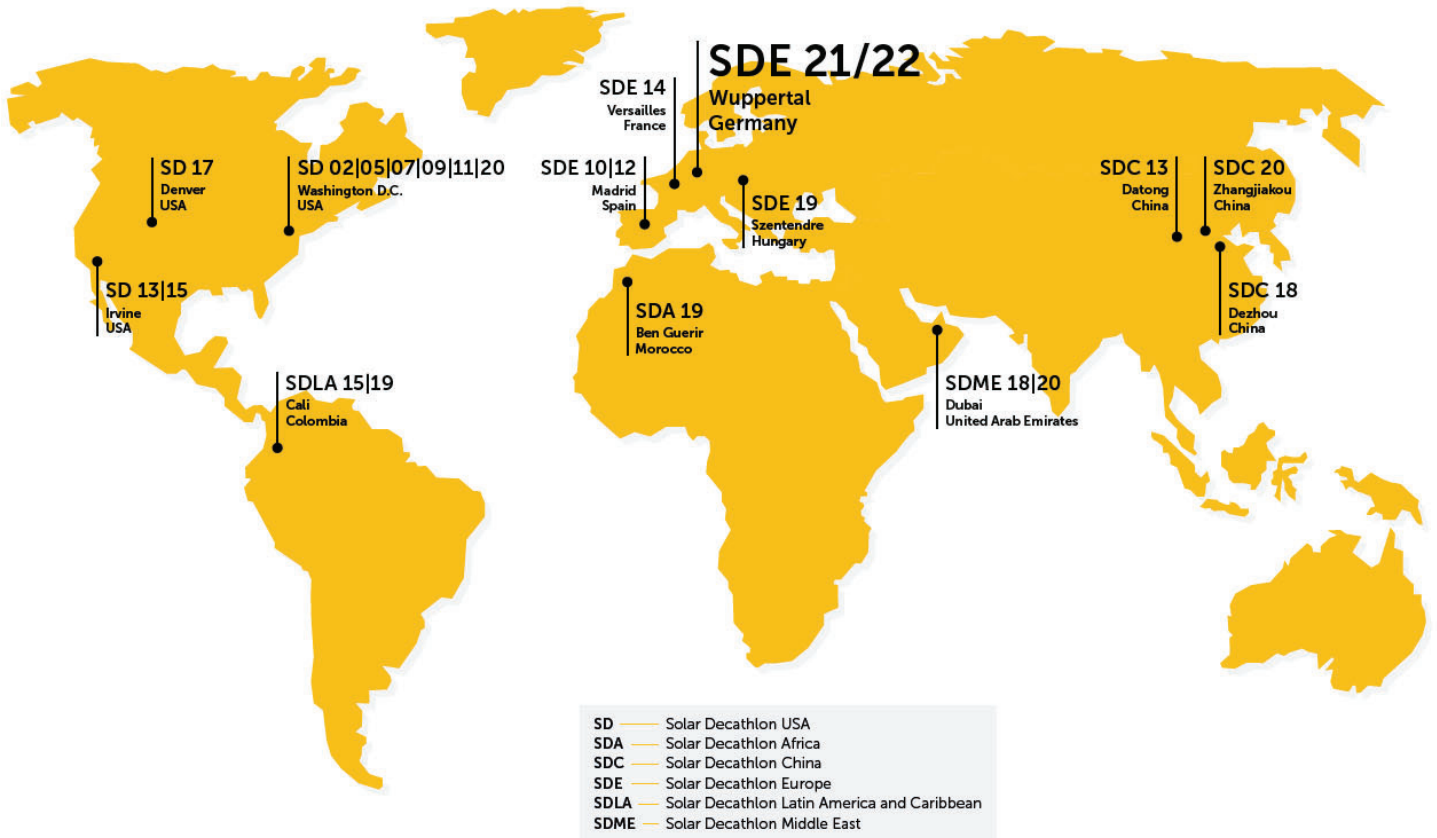 SDE 21/22
Wuppertal
Germany
SDE 14
Versailles
France
SD 17
Denver
USA
SD 02|05|07|09|11|20
Washington D.C.
USA
SDE 10|12
Madrid
Spain
SDE 19
Szentendre
Hungary
SDC 13
Datong
China
SDC 20
Zhangjiakou
China
SD 13|15
Irvine
USA
SDA 19
Ben Guerir
Morocco
SDC 18
Dezhou
China
SDLA 15|19
Cali
Colombia
SDME 18|20
Dubai
United Arab Emirates
SD Solar Decathlon USA
SDA Solar Decathlon Africa
SDC Solar Decathlon China
SDE Solar Decathlon Europe
SDLA Solar Decathlon Latin America and Caribbean
SDME Solar Decathlon Middle East